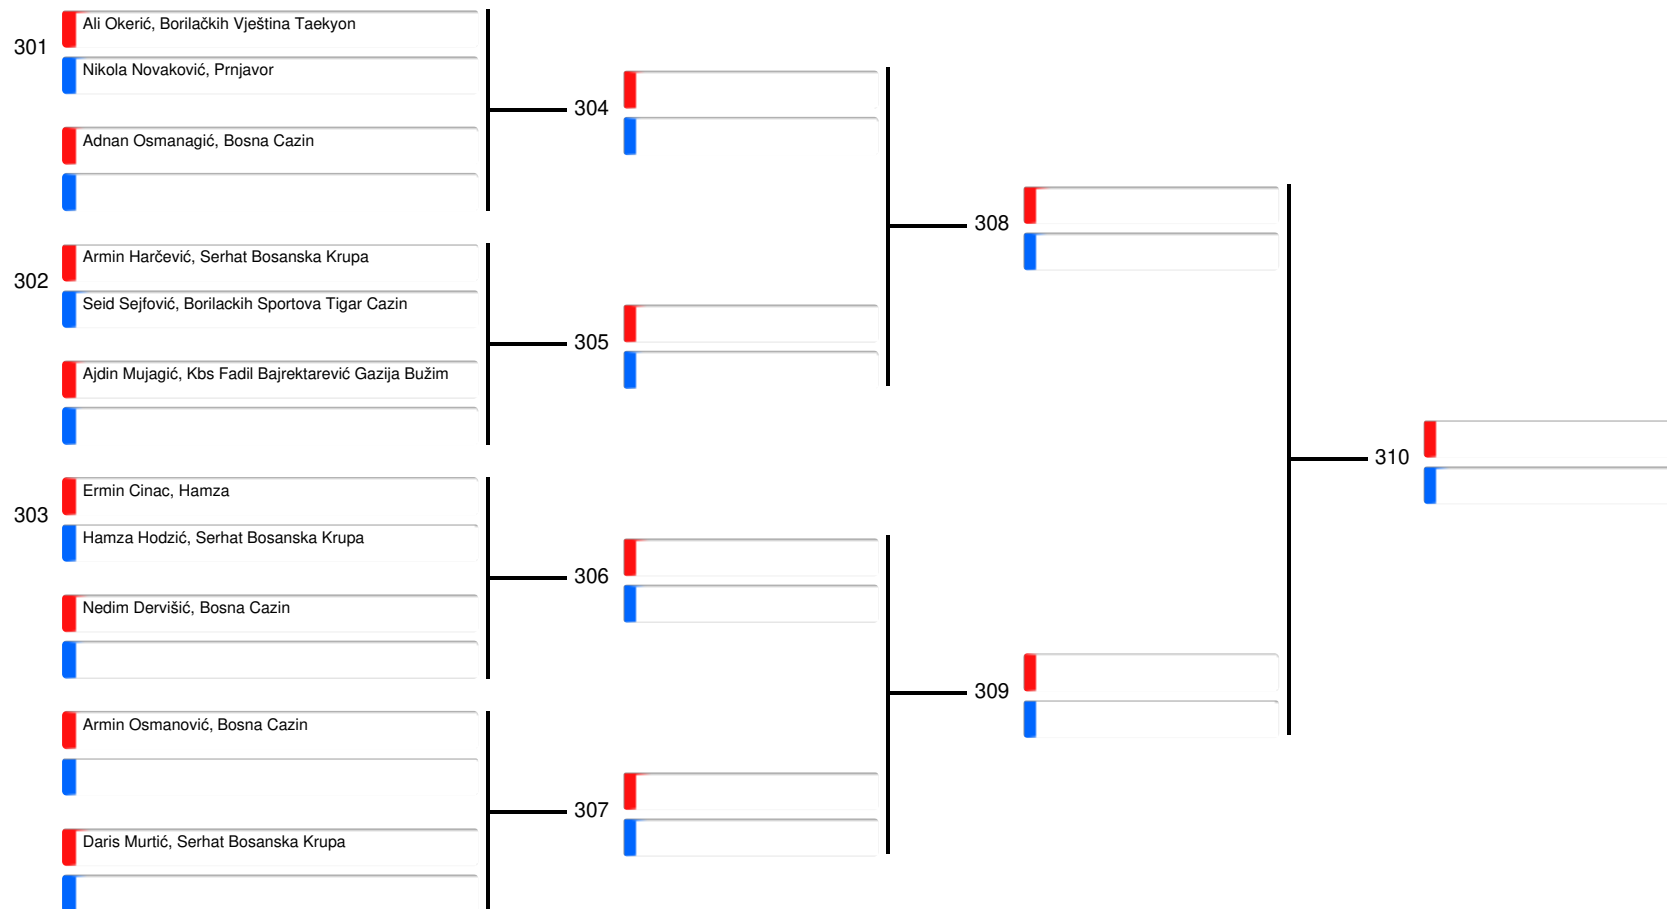 301
Ali Okerić, Borilačkih Vještina Taekyon
Nikola Novaković, Prnjavor
Adnan Osmanagić, Bosna Cazin
302
Armin Harčević, Serhat Bosanska Krupa
Seid Sejfović, Borilackih Sportova Tigar Cazin
Ajdin Mujagić, Kbs Fadil Bajrektarević Gazija Bužim
303
Ermin Cinac, Hamza
Hamza Hodzić, Serhat Bosanska Krupa
Nedim Dervišić, Bosna Cazin
Armin Osmanović, Bosna Cazin
Daris Murtić, Serhat Bosanska Krupa
304
305
306
307
308
309
310